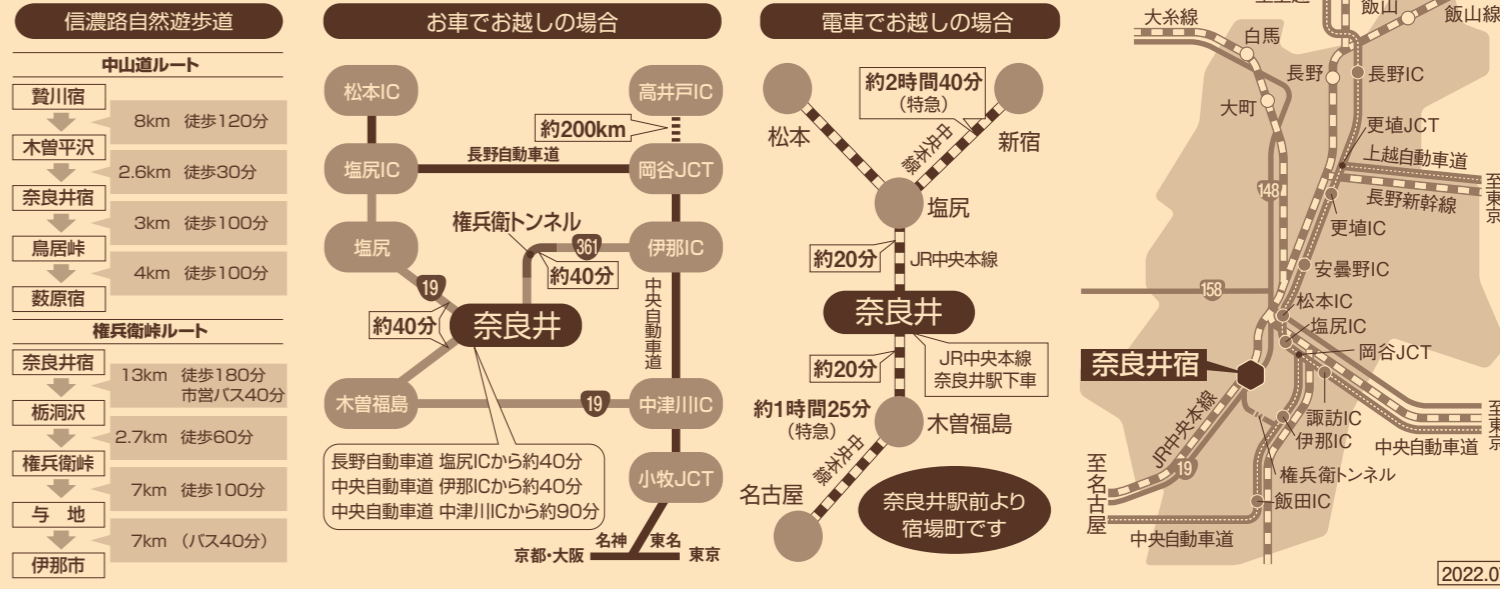 信濃路自然遊歩道
中山道ルート
贄川宿
8km 徒歩120分
木曽平沢
2.6km 徒歩30分
奈良井宿
3km 徒歩100分
鳥居峠
4km 徒歩100分
薮原宿
権兵衛峠ルート
奈良井宿
13km 徒歩180分
市営バス40分
栃洞沢
2.7km 徒歩60分
権兵衛峠
7km 徒歩100分
与 地
7km (バス40分)
伊那市
お車でお越しの場合
松本IC
高井戸IC
約200km
長野自動車道
塩尻IC
岡谷JCT
権兵衛トンネル
塩尻
361
伊那IC
約40分
19
中央自動車道
約40分
奈良井
木曽福島
19
中津川IC
長野自動車道 塩尻ICから約40分
中央自動車道 伊那ICから約40分
中央自動車道 中津川ICから約90分
小牧JCT
名神
東名
京都・大阪
東京
電車でお越しの場合
約2時間40分
(特急)
松本
中央本線
新宿
塩尻
約20分
JR中央本線
奈良井
約20分
JR中央本線
奈良井駅下車
約1時間25分
(特急)
木曽福島
中央本線
名古屋
奈良井駅前より
宿場町です
飯山
大糸線
飯山線
白馬
長野
長野IC
大町
更埴JCT
上越自動車道
148
長野新幹線
至東京
更埴IC
安曇野IC
158
松本IC
塩尻IC
岡谷JCT
奈良井宿
諏訪IC
至東京
JR中央本線
伊那IC
中央自動車道
19
権兵衛トンネル
至名古屋
飯田IC
中央自動車道